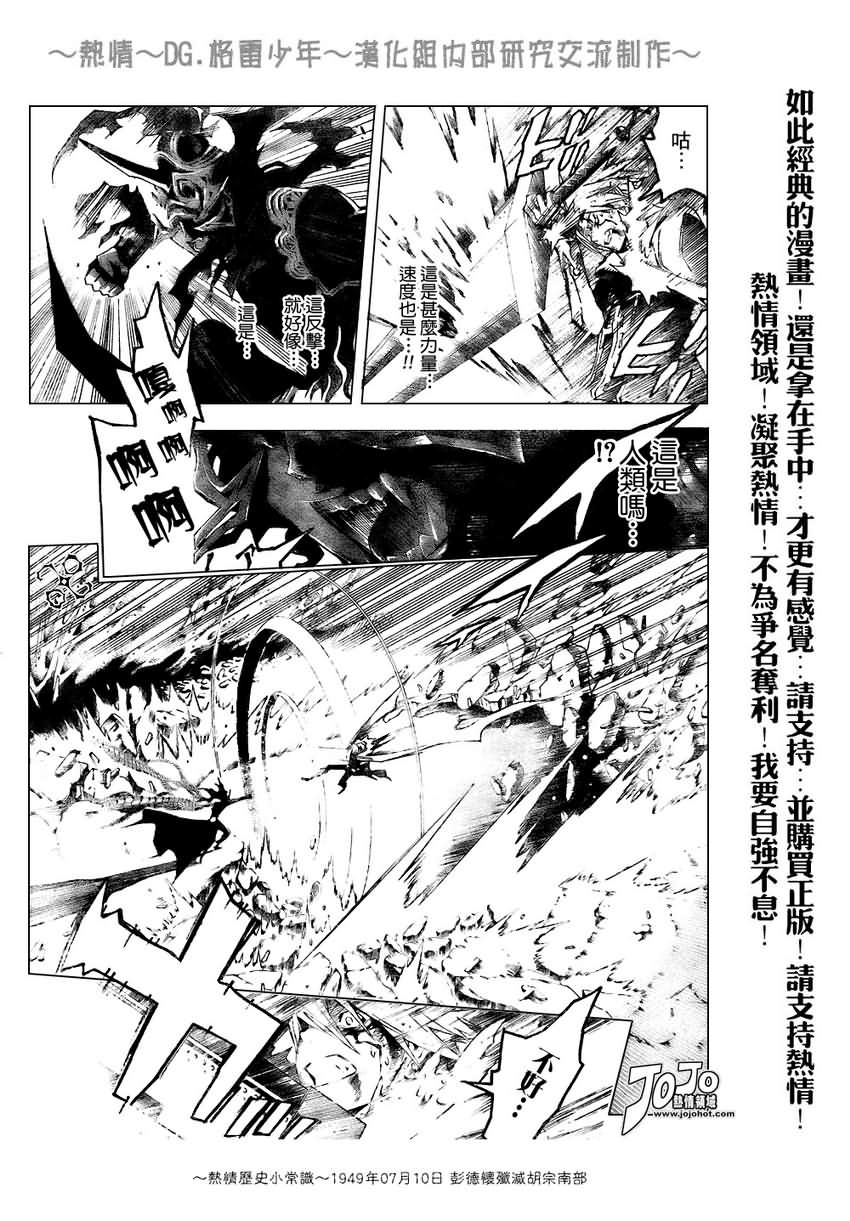 ～熱情～DG.格雷少年～漢化組內部研究交流制作～
如此經典的漫畫！還是拿在手中…才更有感覺…請支持…並購買正版！請支持熱情！
熱情領域！凝聚熱情！不為爭名奪利！我要自強不息！
咕…
ビビ
這是甚麼力量…
速度也是…!!
這反擊…
就好像…
這是…
嘎
啊
啊
啊
啊
這是
人類嗎…
!?
不好…
JOJO
熱情領域
www.jojohot.com
～熱情歷史小常識～1949年07月10日 彭德懷殲滅胡宗南部